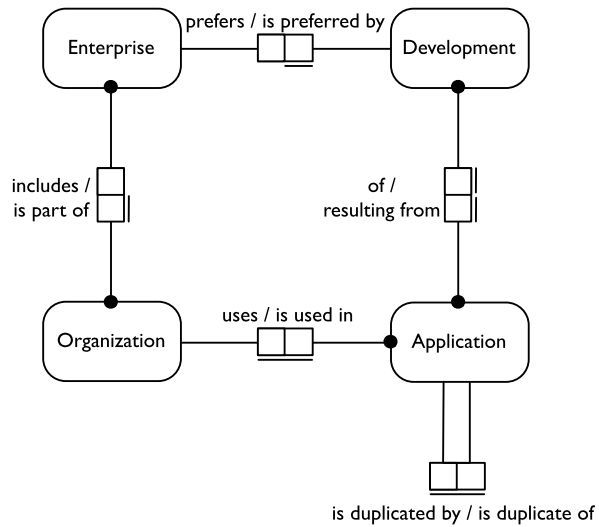 prefers / is preferred by
Enterprise
Development
includes /
is part of
of /
resulting from
uses / is used in
Organization
Application
is duplicated by / is duplicate of